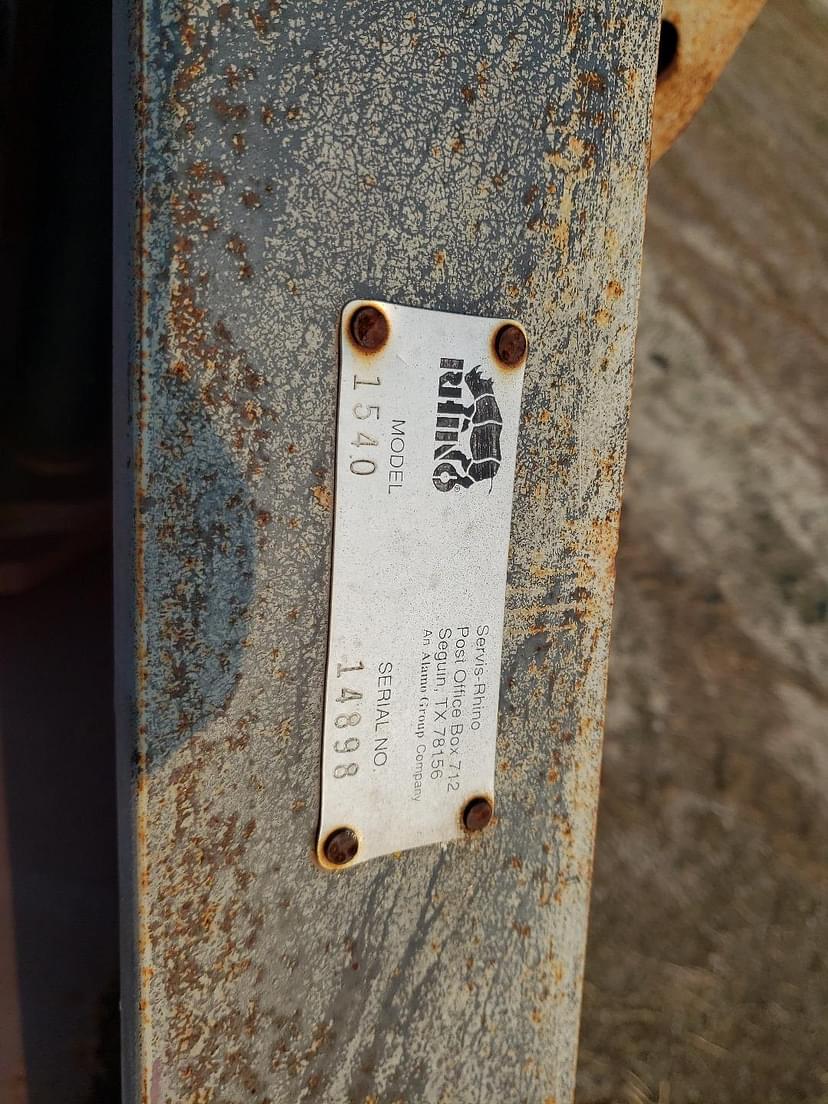 RHINO®
Servis-Rhino
Post Office Box 712
Seguin, TX 78156
An Alamo Group Company
MODEL
1540
SERIAL NO.
14898